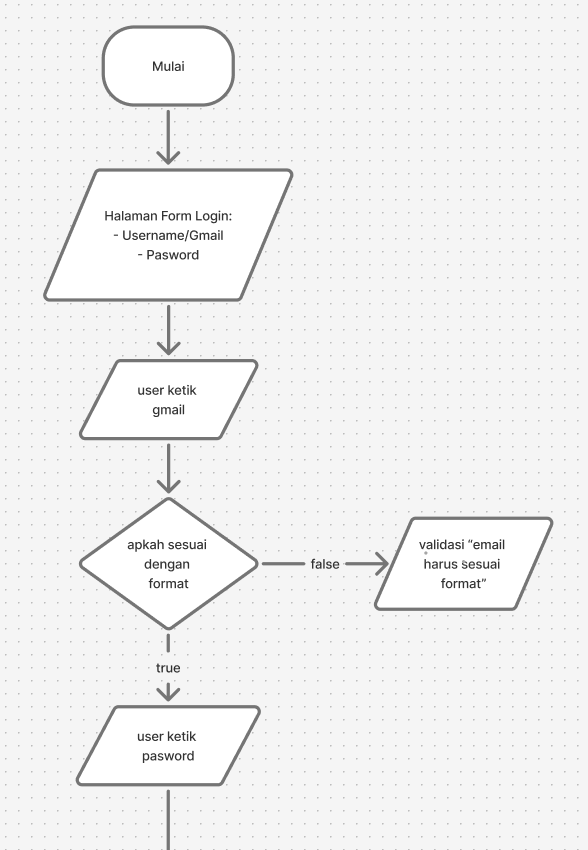 Mulai
Halaman Form Login:
- Username/Gmail
- Pasword
user ketik
gmail
apkah sesuai
dengan
format
false
validasi “email
harus sesuai
format”
true
user ketik
pasword